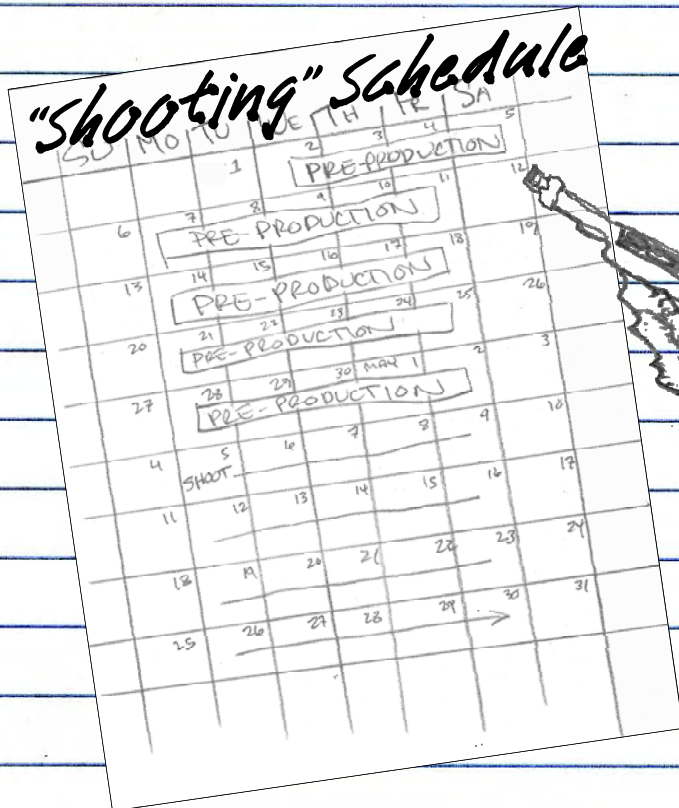 "Shooting" Schedule
SU MO TU WE TH FR SA
1 2 3 4 5
PRE-PRODUCTION
6 7 8 9 10 11 12
PRE-PRODUCTION
13 14 15 16 17 18 19
PRE-PRODUCTION
20 21 22 23 24 25 26
PRE-PRODUCTION
27 28 29 30 MAY 1 2 3
PRE-PRODUCTION
4 5 6 7 8 9 10
SHOOT
11 12 13 14 15 16 17
18 19 20 21 22 23 24
25 26 27 28 29 30 31